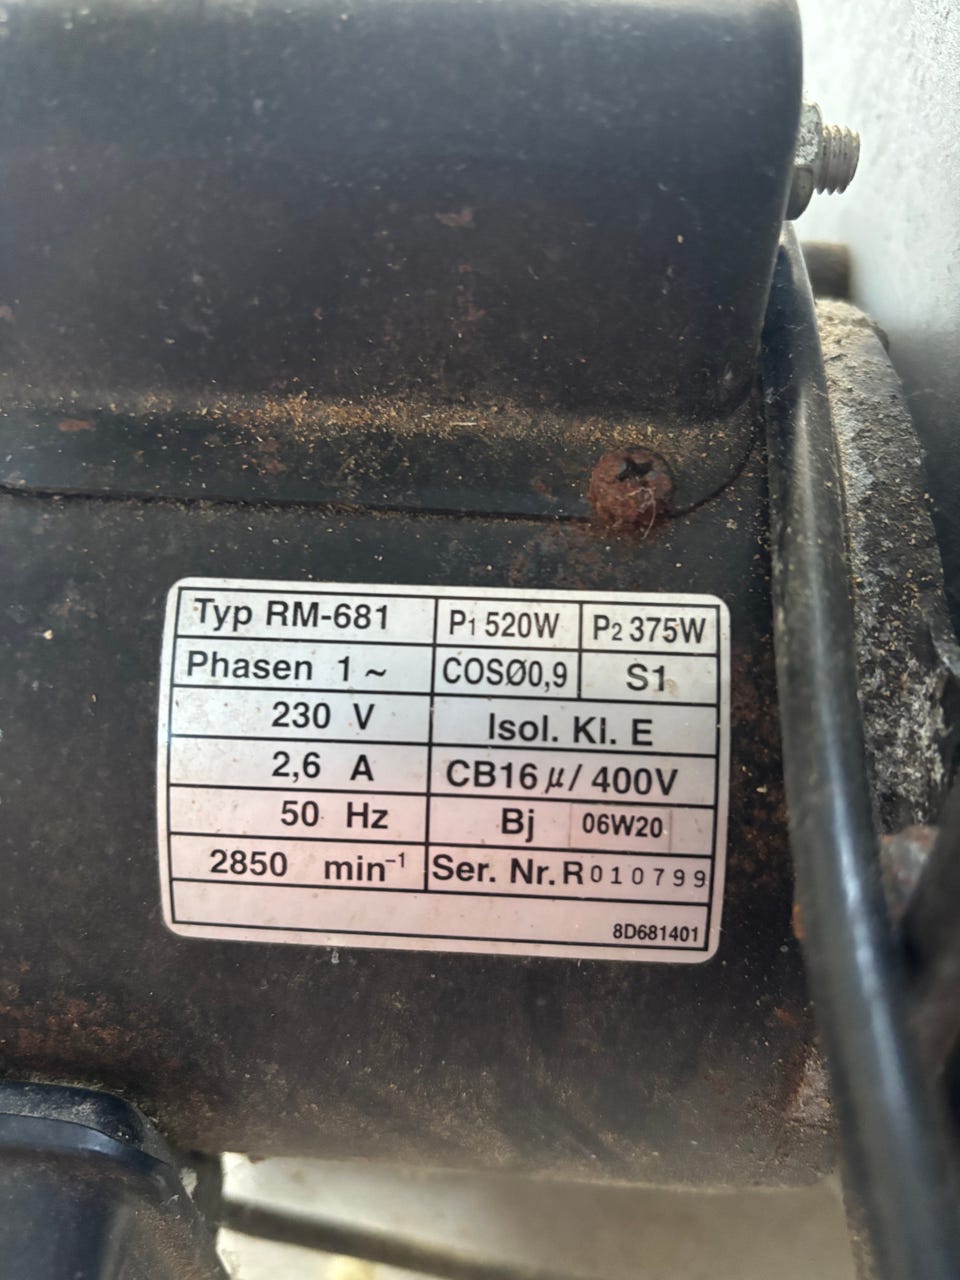 Typ RM-681 P1 520W P2 375W
Phasen 1 ~ COSØ0,9 S1
230 V Isol. Kl. E
2,6 A CB16 µ/ 400V
50 Hz Bj 06W20
2850 min⁻¹ Ser. Nr. R010799
8D681401